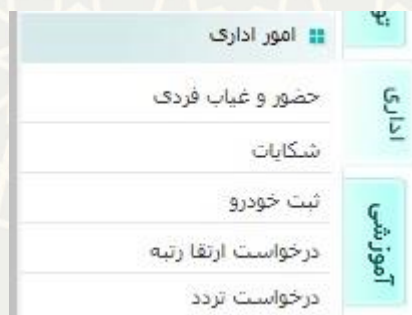 امور اداری
حضور و غیاب فردی
شکایات
ثبت خودرو
درخواست ارتقا رتبه
درخواست تردد
اداری
آموزشی